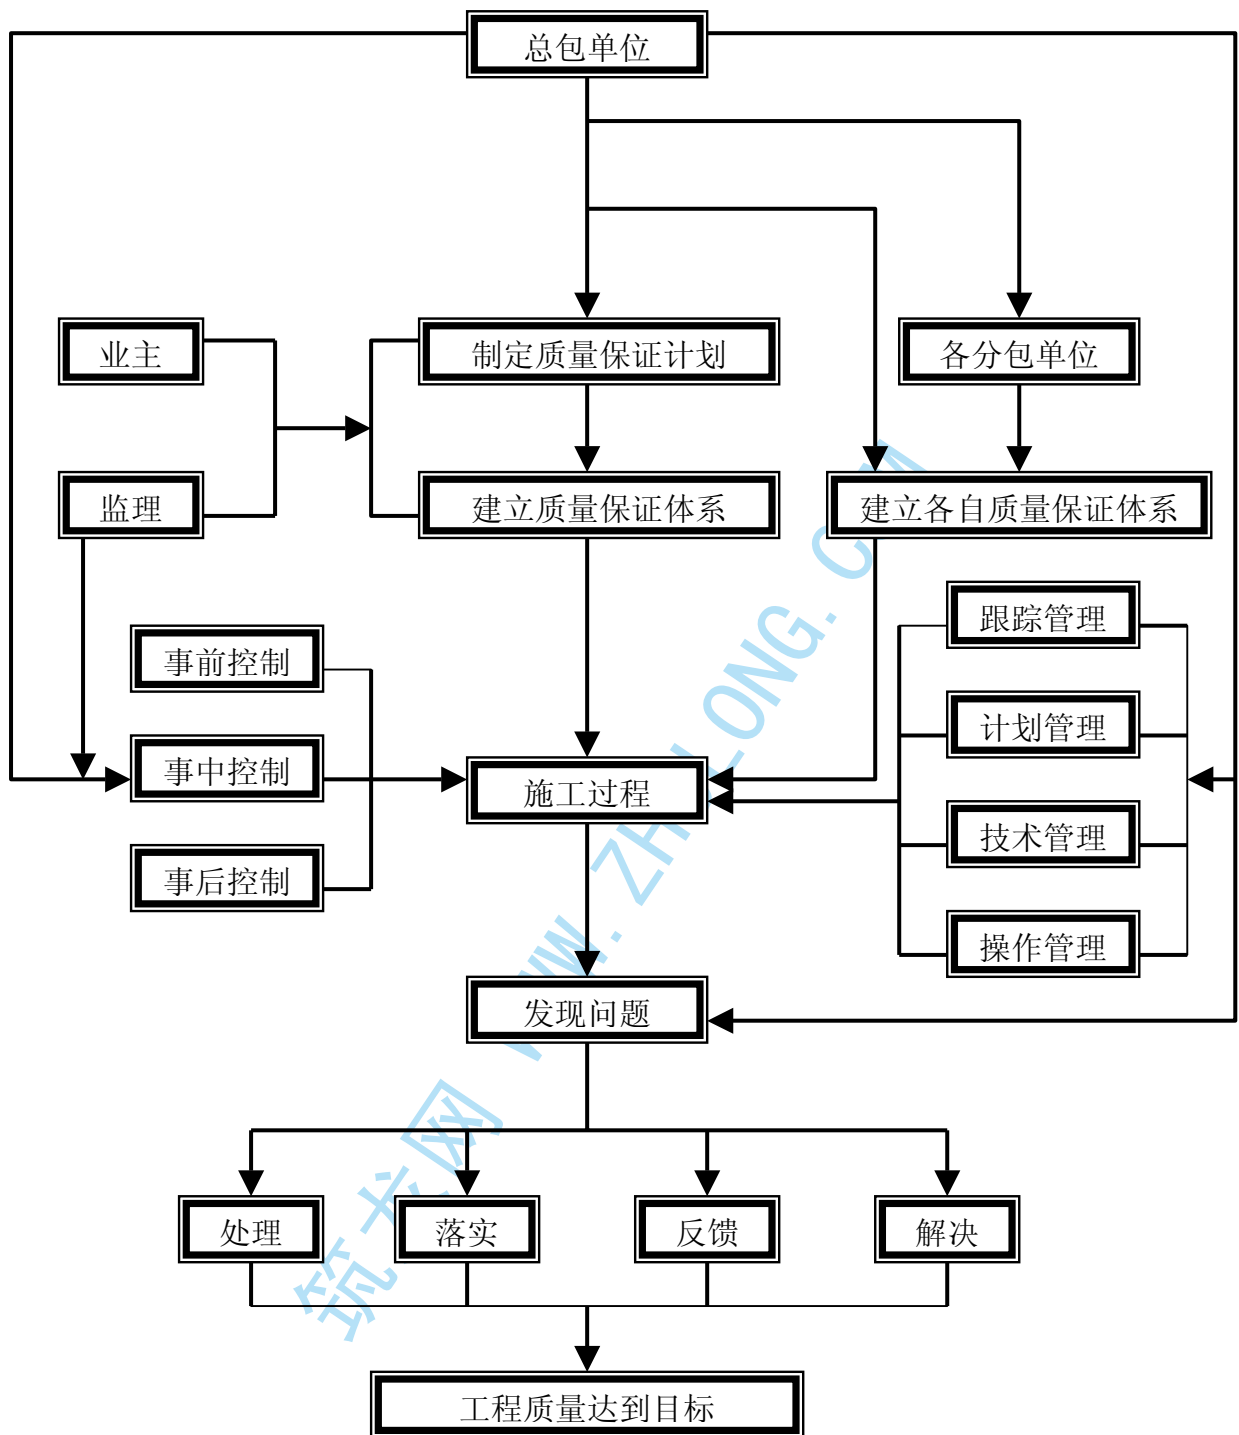 总包单位
业主
制定质量保证计划
各分包单位
监理
建立质量保证体系
建立各自质量保证体系
跟踪管理
事前控制
计划管理
事中控制
施工过程
技术管理
事后控制
操作管理
发现问题
处理
落实
反馈
解决
工程质量达到目标
筑龙网 WWW.ZHULONG.COM